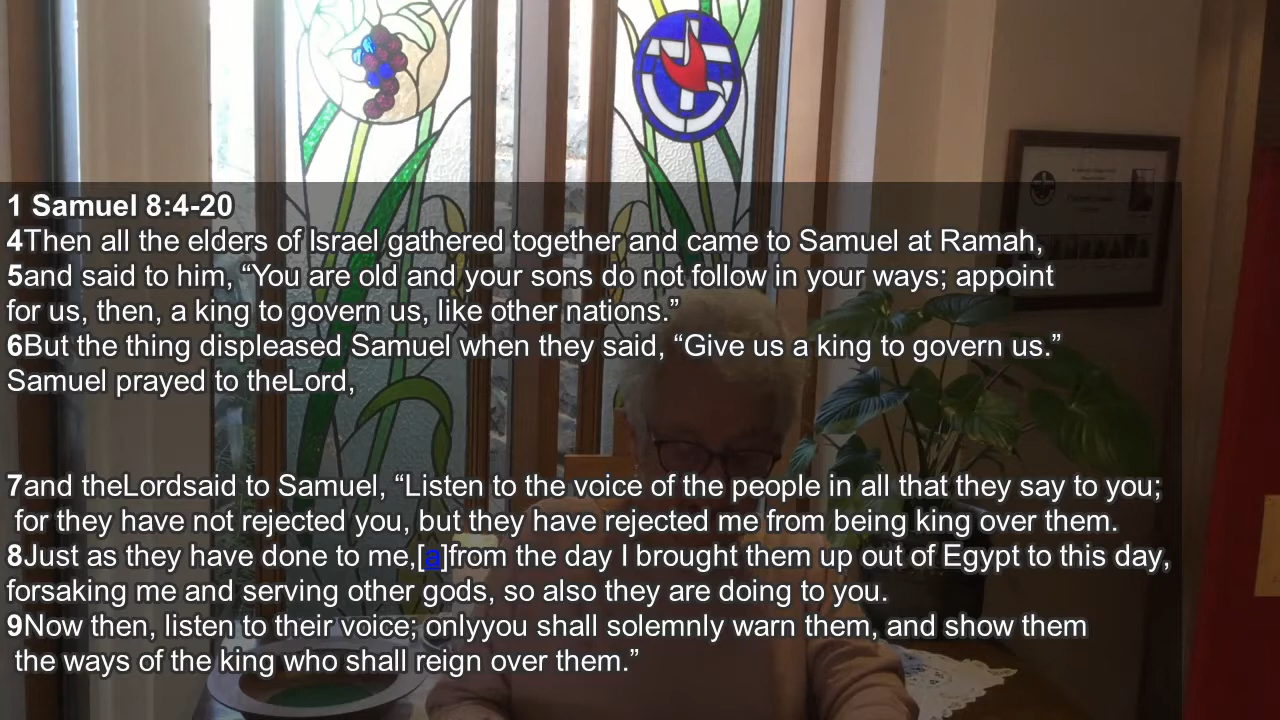 1 Samuel 8:4-20
4Then all the elders of Israel gathered together and came to Samuel at Ramah,
5and said to him, “You are old and your sons do not follow in your ways; appoint
for us, then, a king to govern us, like other nations.”
6But the thing displeased Samuel when they said, “Give us a king to govern us.”
Samuel prayed to theLord,
7and theLordsaid to Samuel, “Listen to the voice of the people in all that they say to you;
for they have not rejected you, but they have rejected me from being king over them.
8Just as they have done to me,[a]from the day I brought them up out of Egypt to this day,
forsaking me and serving other gods, so also they are doing to you.
9Now then, listen to their voice; onlyyou shall solemnly warn them, and show them
the ways of the king who shall reign over them.”